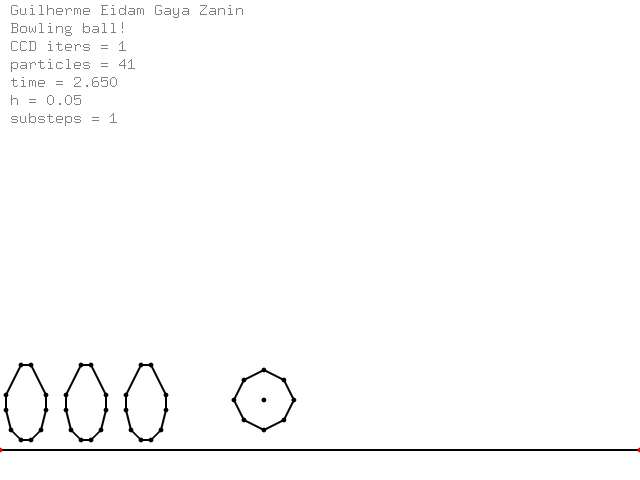 Guilherme Eidam Gaya Zanin
Bowling ball!
CCD iters = 1
particles = 41
time = 2.650
h = 0.05
substeps = 1